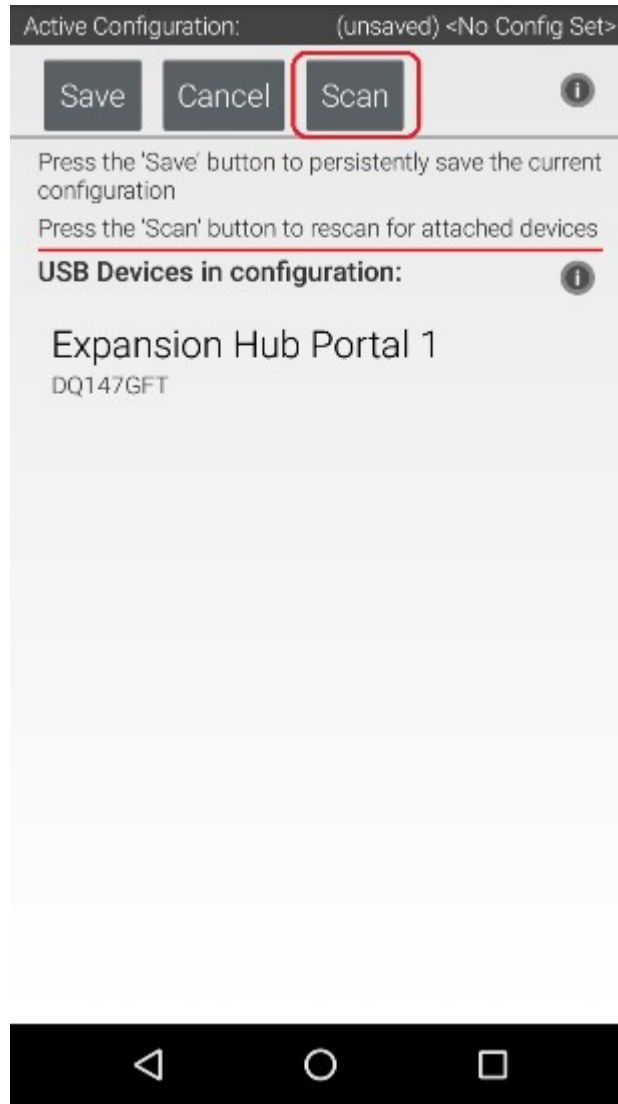 Active Configuration: (unsaved) <No Config Set>
Save Cancel Scan
Press the 'Save' button to persistently save the current
configuration
Press the 'Scan' button to rescan for attached devices
USB Devices in configuration:
Expansion Hub Portal 1
DQ147GFT